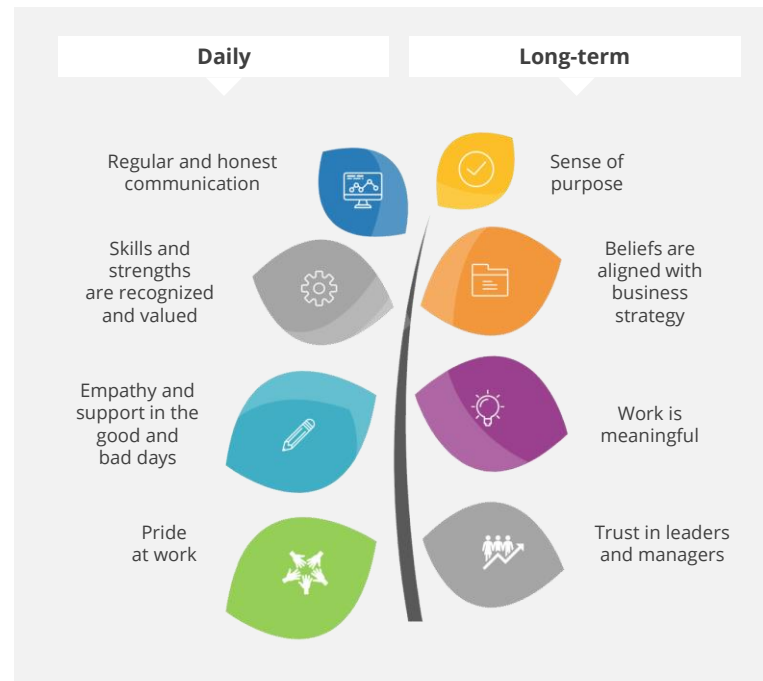 Daily
Long-term
Regular and honest
communication
Sense of
purpose
Skills and
strengths
are recognized
and valued
Beliefs are
aligned with
business
strategy
Empathy and
support in the
good and
bad days
Work is
meaningful
Pride
at work
Trust in leaders
and managers